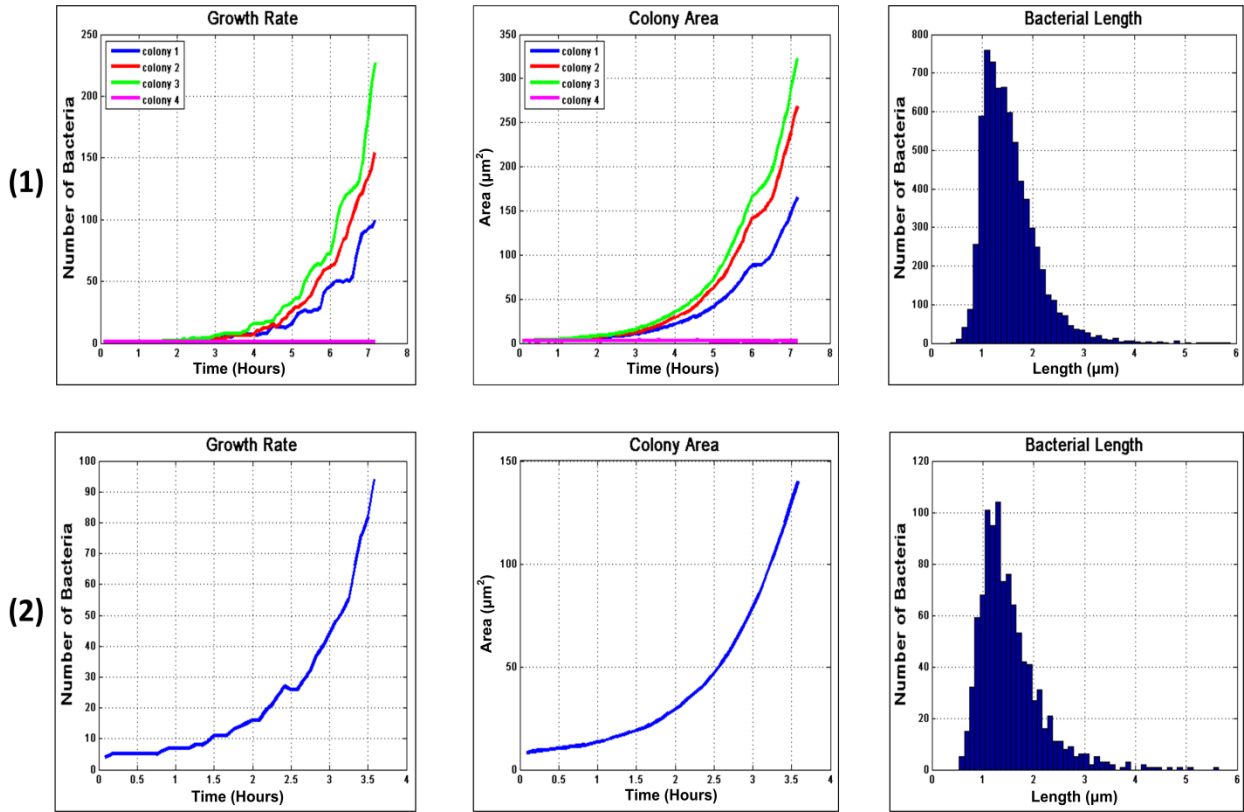 (1)
Growth Rate
Number of Bacteria
250
200
150
100
50
0
0 1 2 3 4 5 6 7 8
Time (Hours)
colony 1
colony 2
colony 3
colony 4
Colony Area
Area (µm²)
350
300
250
200
150
100
50
0
0 1 2 3 4 5 6 7 8
Time (Hours)
colony 1
colony 2
colony 3
colony 4
Bacterial Length
Number of Bacteria
800
700
600
500
400
300
200
100
0
0 1 2 3 4 5 6
Length (µm)
(2)
Growth Rate
Number of Bacteria
100
90
80
70
60
50
40
30
20
10
0
0 0.5 1 1.5 2 2.5 3 3.5 4
Time (Hours)
Colony Area
Area (µm²)
150
100
50
0
0 0.5 1 1.5 2 2.5 3 3.5 4
Time (Hours)
Bacterial Length
Number of Bacteria
120
100
80
60
40
20
0
0 1 2 3 4 5 6
Length (µm)